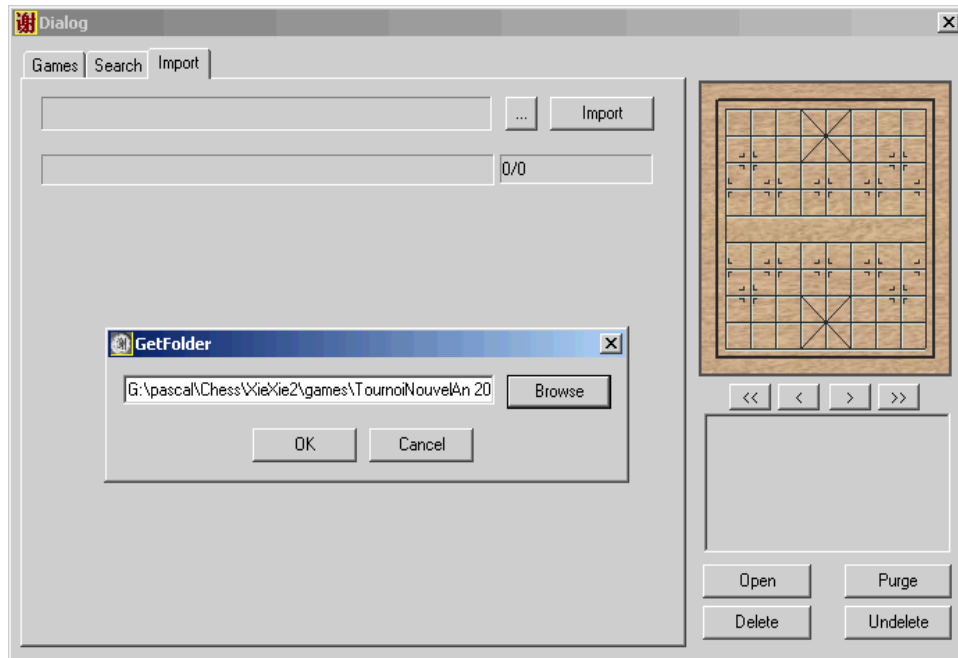 谢 Dialog
Games Search Import
... Import
0/0
谢 GetFolder
G:\pascal\Chess\XieXie2\games\TournoiNouvelAn 20
Browse
OK Cancel
<< < > >>
Open Purge
Delete Undelete